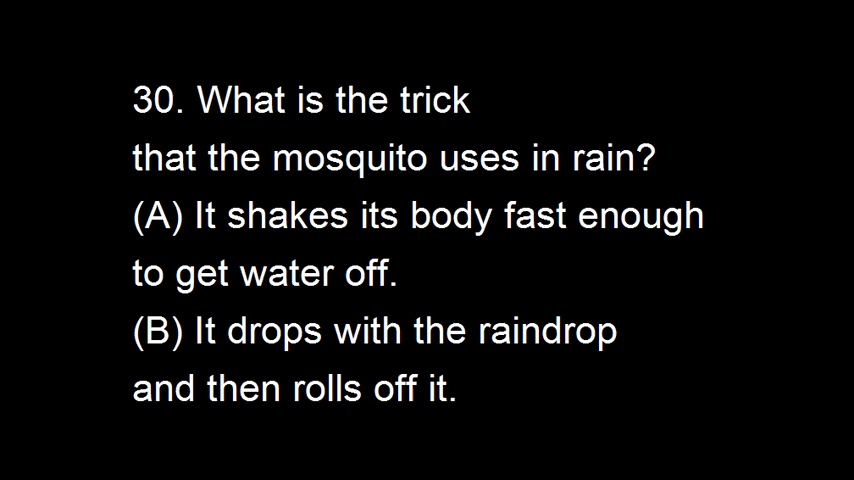 30. What is the trick
that the mosquito uses in rain?
(A) It shakes its body fast enough
to get water off.
(B) It drops with the raindrop
and then rolls off it.